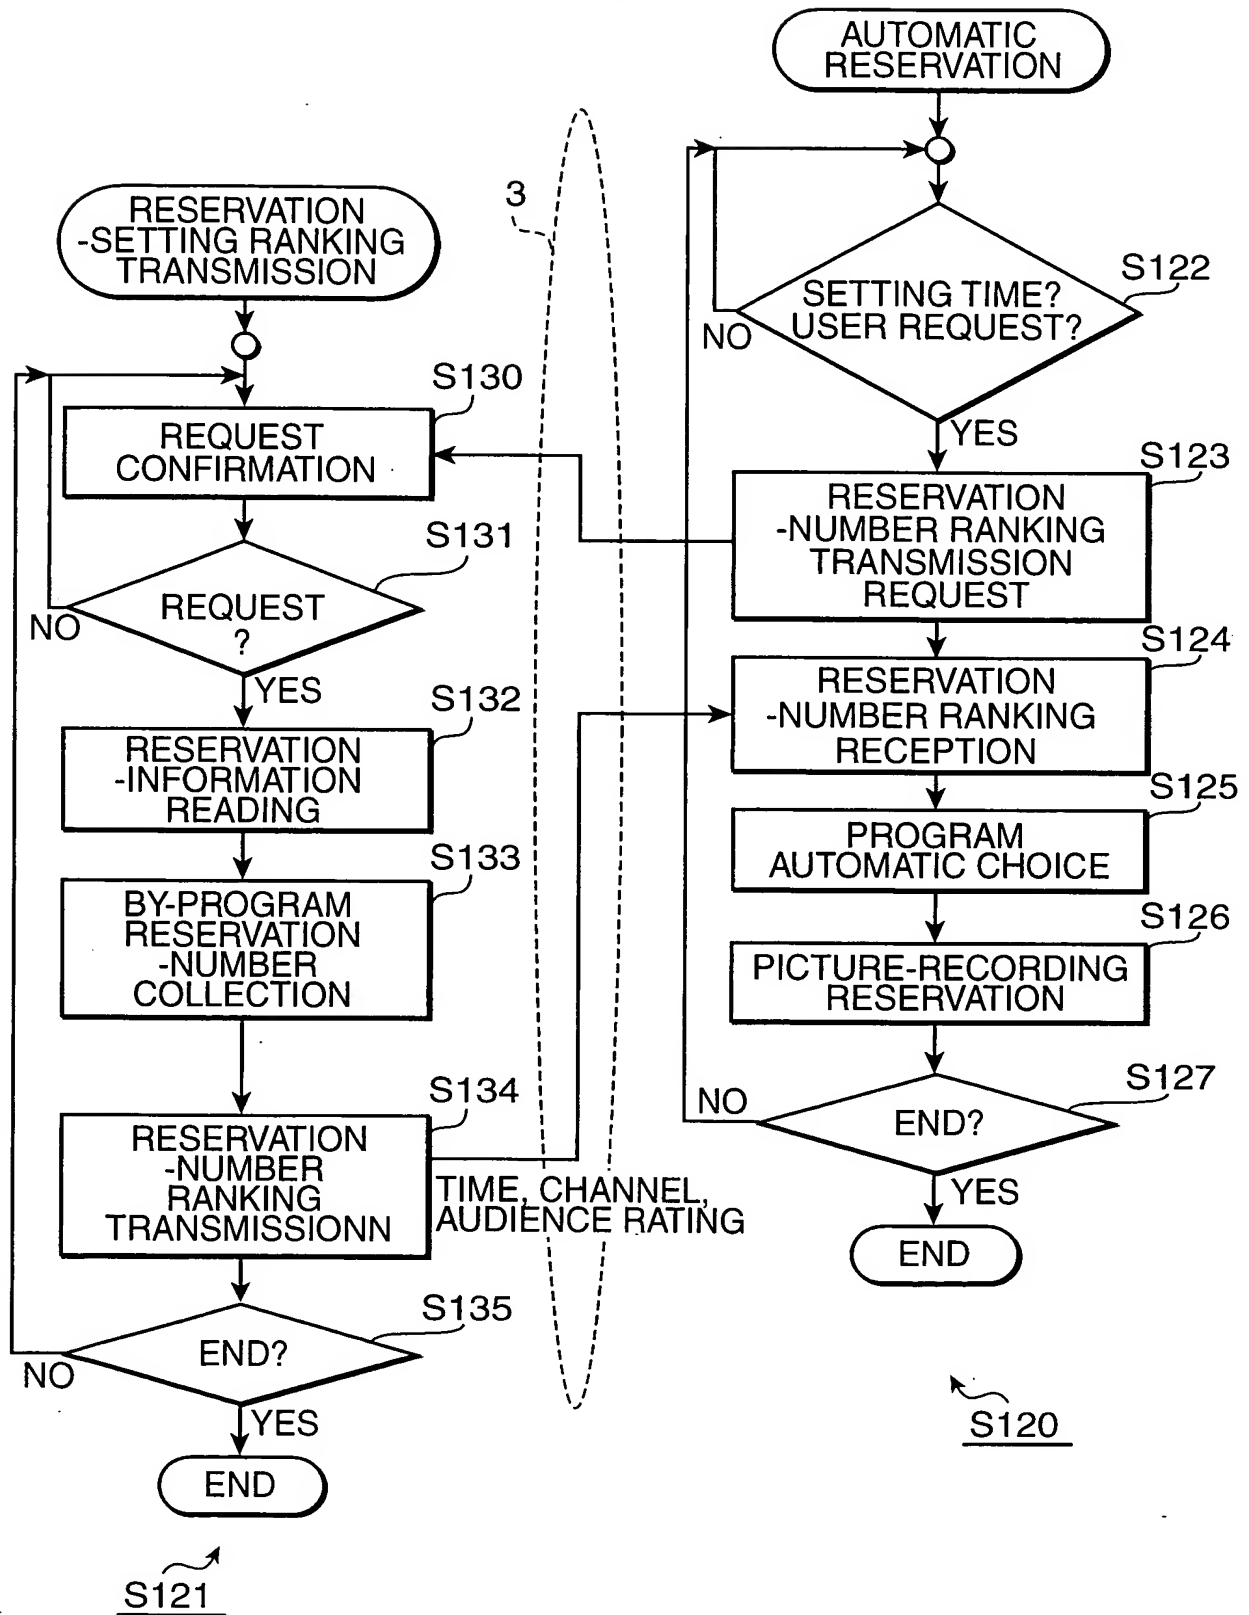 AUTOMATIC
RESERVATION
RESERVATION
-SETTING RANKING
TRANSMISSION
3
S122
SETTING TIME?
USER REQUEST?
NO
YES
S130
REQUEST
CONFIRMATION
S123
RESERVATION
-NUMBER RANKING
TRANSMISSION
REQUEST
S131
REQUEST
?
NO
YES
S124
RESERVATION
-NUMBER RANKING
RECEPTION
S132
RESERVATION
-INFORMATION
READING
S125
PROGRAM
AUTOMATIC CHOICE
S133
BY-PROGRAM
RESERVATION
-NUMBER
COLLECTION
S126
PICTURE-RECORDING
RESERVATION
S134
RESERVATION
-NUMBER
RANKING
TRANSMISSIONN
TIME, CHANNEL,
AUDIENCE RATING
S127
NO
END?
YES
END
S135
END?
NO
YES
END
S120
S121